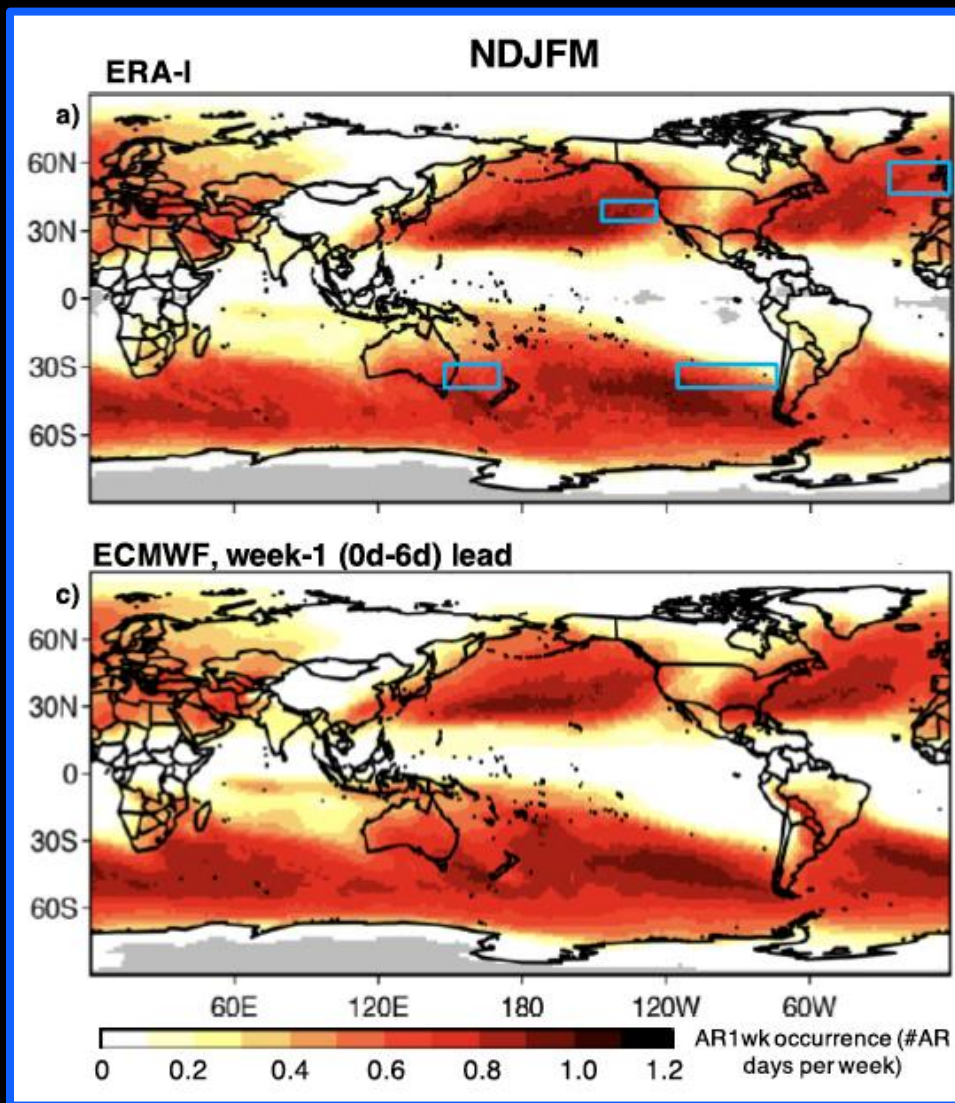 NDJFM
ERA-I
a)
60N
30N
0
30S
60S
ECMWF, week-1 (0d-6d) lead
c)
60N
30N
0
30S
60S
60E 120E 180 120W 60W
0 0.2 0.4 0.6 0.8 1.0 1.2
AR1wk occurrence (#AR
days per week)